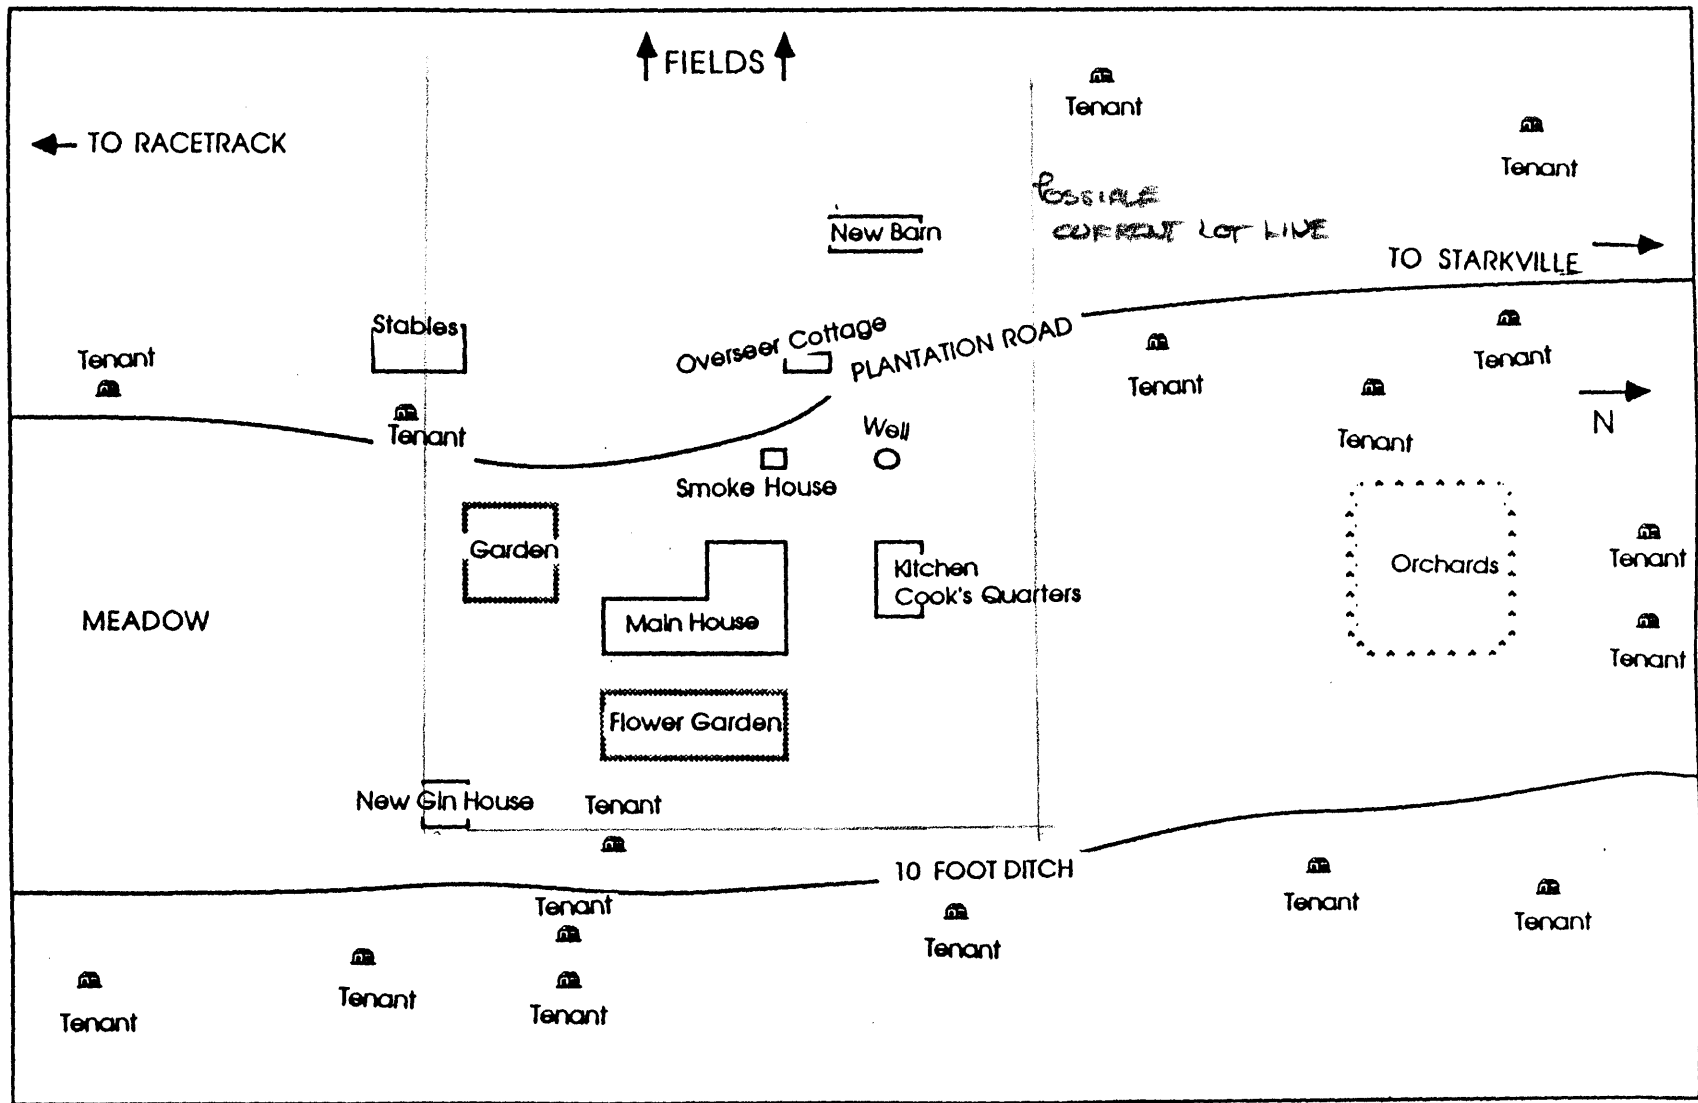 FIELDS
Tenant
TO RACETRACK
Tenant
Possible
CURRENT LOT LINE
New Barn
TO STARKVILLE
Stables
Overseer Cottage
PLANTATION ROAD
Tenant
Tenant
Tenant
Tenant
N
Tenant
Well
Tenant
Smoke House
Garden
Kitchen
Cook's Quarters
Orchards
Tenant
MEADOW
Main House
Tenant
Flower Garden
New Gin House
Tenant
10 FOOT DITCH
Tenant
Tenant
Tenant
Tenant
Tenant
Tenant
Tenant